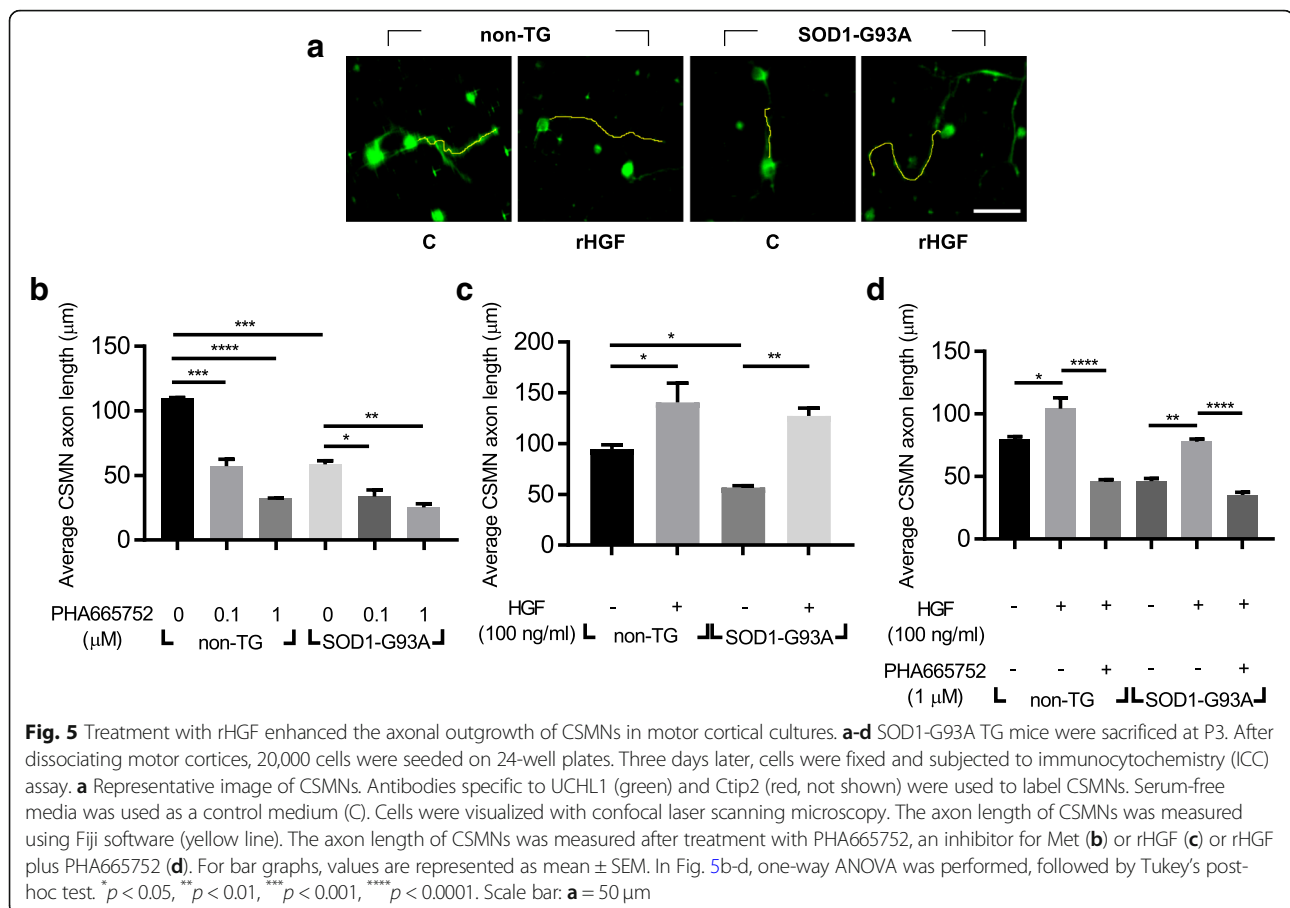 a
non-TG SOD1-G93A
C rHGF C rHGF
b
Average CSMN axon length (μm)
150
100
50
0
*** **** *** * **
PHA665752 0 0.1 1 0 0.1 1
(μM) non-TG SOD1-G93A
c
Average CSMN axon length (μm)
200
150
100
50
0
* * **
HGF - + - +
(100 ng/ml) non-TG SOD1-G93A
d
Average CSMN axon length (μm)
150
100
50
0
* **** ** ****
HGF - + + - + +
(100 ng/ml)
PHA665752 - - + - - +
(1 μM) non-TG SOD1-G93A
Fig. 5 Treatment with rHGF enhanced the axonal outgrowth of CSMNs in motor cortical cultures. a-d SOD1-G93A TG mice were sacrificed at P3. After
dissociating motor cortices, 20,000 cells were seeded on 24-well plates. Three days later, cells were fixed and subjected to immunocytochemistry (ICC)
assay. a Representative image of CSMNs. Antibodies specific to UCHL1 (green) and Ctip2 (red, not shown) were used to label CSMNs. Serum-free
media was used as a control medium (C). Cells were visualized with confocal laser scanning microscopy. The axon length of CSMNs was measured
using Fiji software (yellow line). The axon length of CSMNs was measured after treatment with PHA665752, an inhibitor for Met (b) or rHGF (c) or rHGF
plus PHA665752 (d). For bar graphs, values are represented as mean ± SEM. In Fig. 5b-d, one-way ANOVA was performed, followed by Tukey's post-
hoc test. *p < 0.05, **p < 0.01, ***p < 0.001, ****p < 0.0001. Scale bar: a = 50 μm